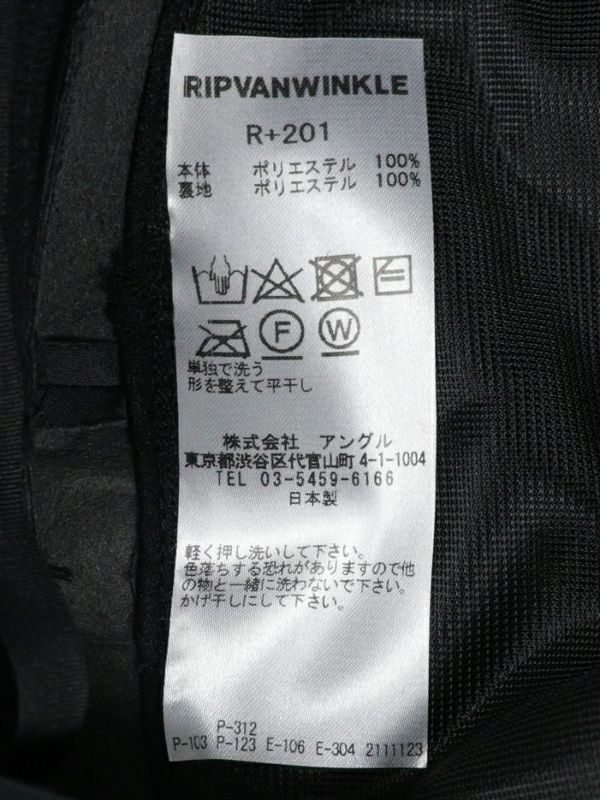 RIPVANWINKLE
R+201
本体 ポリエステル 100%
裏地 ポリエステル 100%
F W
単独で洗う
形を整えて平干し
株式会社 アングル
東京都渋谷区代官山町4-1-1004
TEL 03-5459-6166
日本製
軽く押し洗いして下さい。
色落ちする恐れがありますので他
の物と一緒に洗わないで下さい。
かげ干しにして下さい。
P-312
P-103 P-123 E-106 E-304 2111123